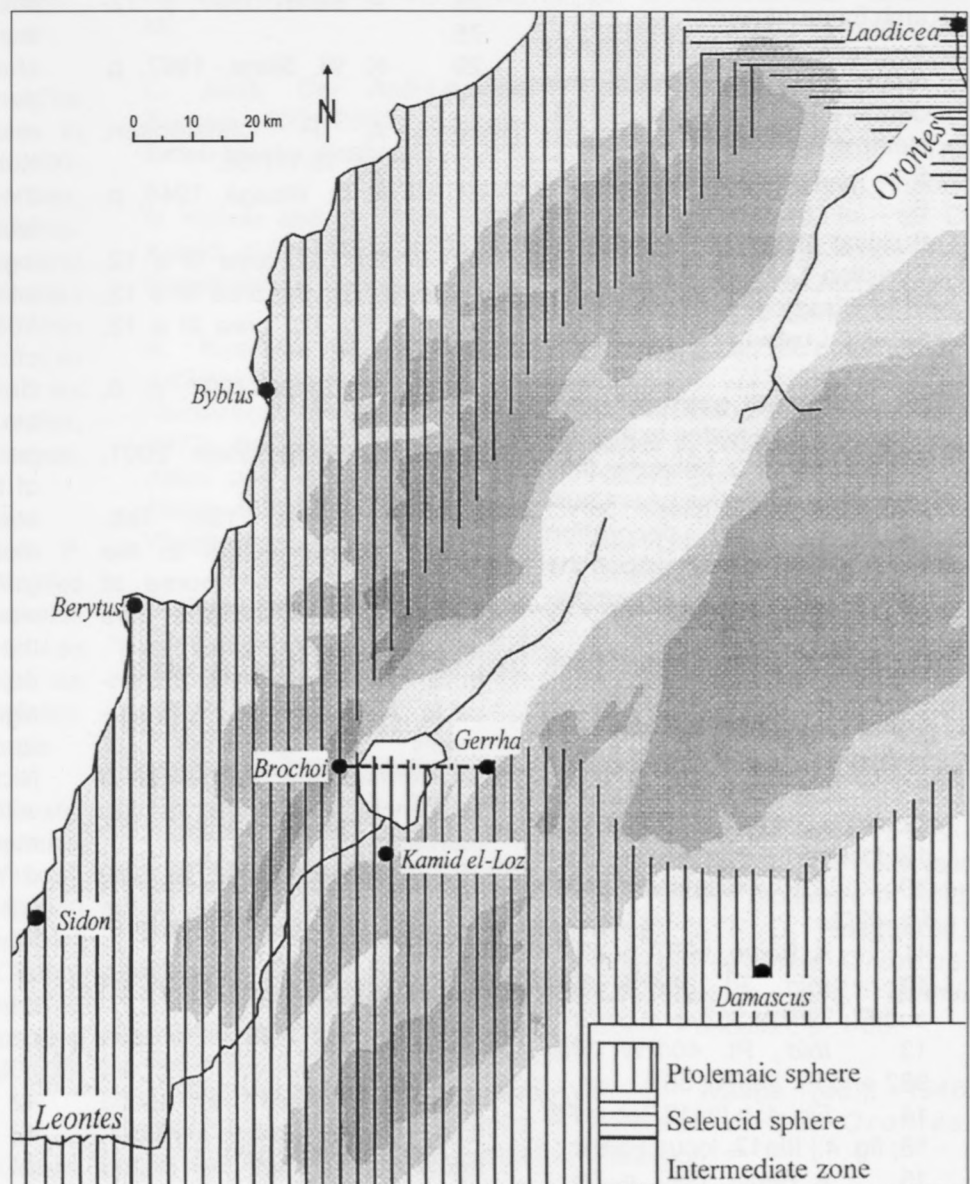 Laodicea
N
0 10 20 km
Orontes
Byblus
Berytus
Gerrha
Brochoi
Kamid el-Loz
Sidon
Damascus
Ptolemaic sphere
Leontes
Seleucid sphere
Intermediate zone